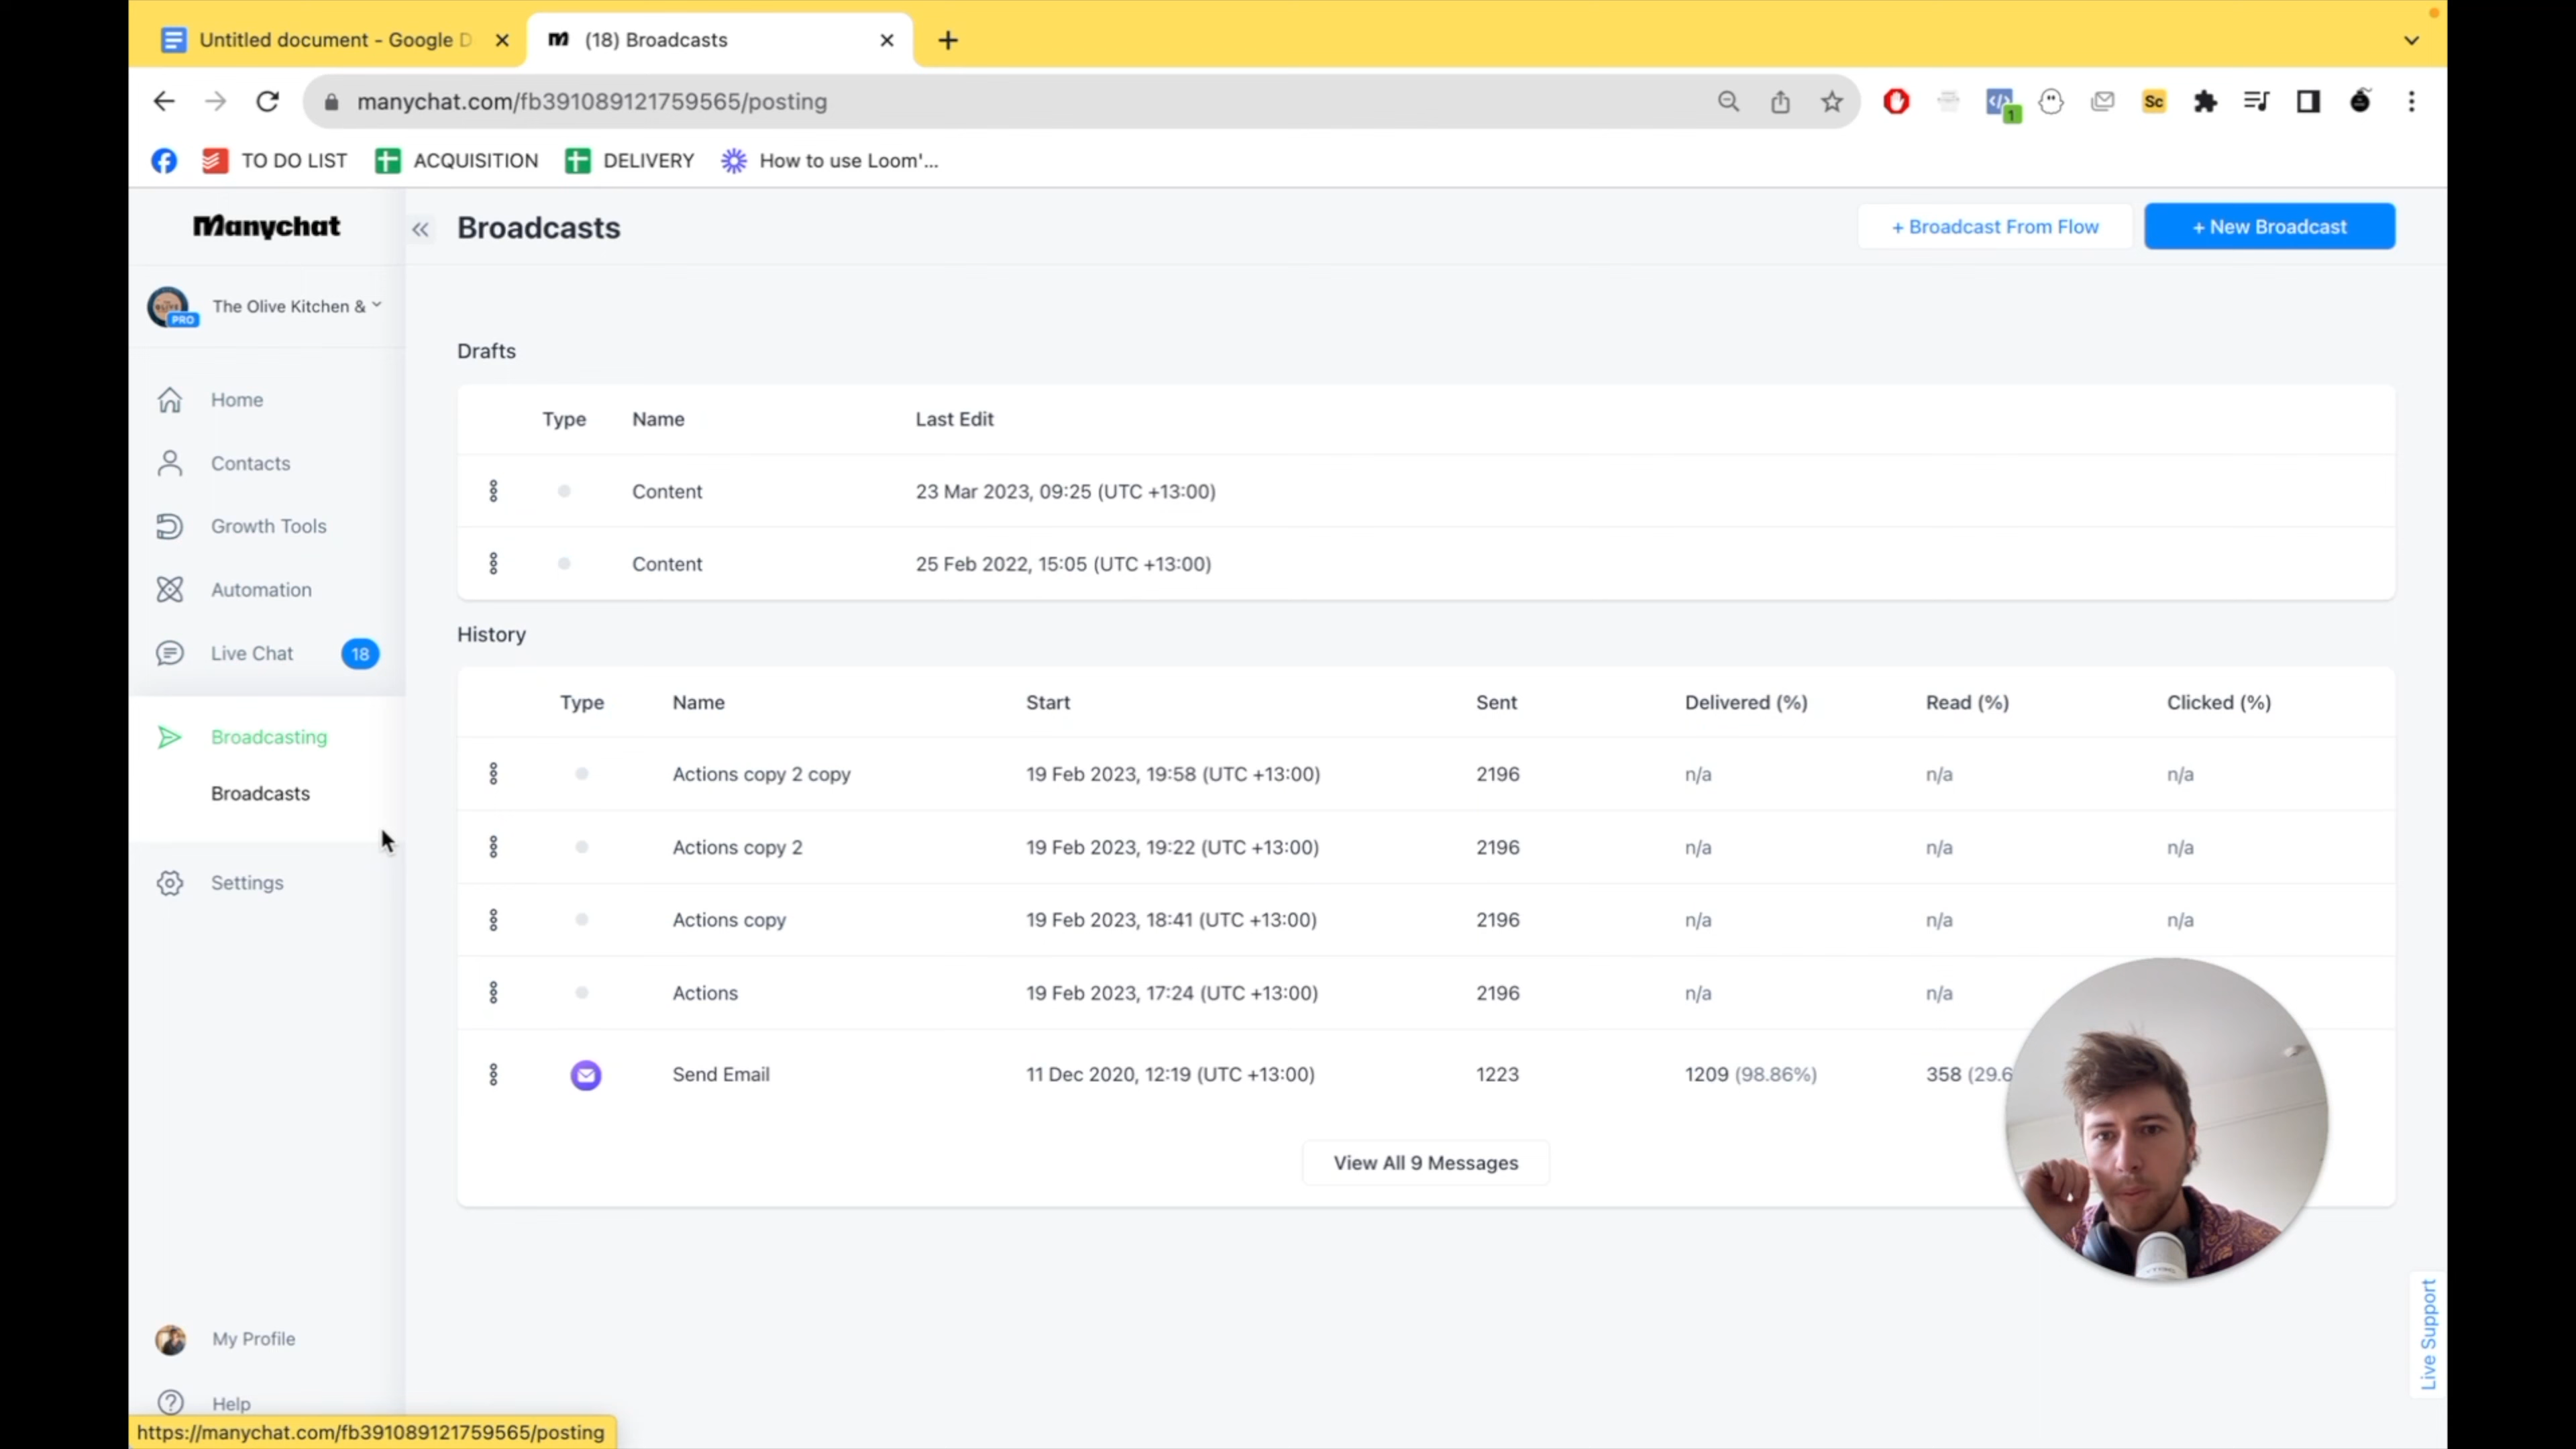 Untitled document - Google D
(18) Broadcasts
manychat.com/fb391089121759565/posting
1
Sc
TO DO LIST
ACQUISITION
DELIVERY
How to use Loom'...
Manychat
Broadcasts
+ Broadcast From Flow
+ New Broadcast
PRO
The Olive Kitchen &
Home
Contacts
Growth Tools
Automation
Live Chat
18
Broadcasting
Broadcasts
Settings
My Profile
Help
Drafts
Type Name Last Edit
Content 23 Mar 2023, 09:25 (UTC +13:00)
Content 25 Feb 2022, 15:05 (UTC +13:00)
History
Type Name Start Sent Delivered (%) Read (%) Clicked (%)
Actions copy 2 copy 19 Feb 2023, 19:58 (UTC +13:00) 2196 n/a n/a n/a
Actions copy 2 19 Feb 2023, 19:22 (UTC +13:00) 2196 n/a n/a n/a
Actions copy 19 Feb 2023, 18:41 (UTC +13:00) 2196 n/a n/a n/a
Actions 19 Feb 2023, 17:24 (UTC +13:00) 2196 n/a n/a
Send Email 11 Dec 2020, 12:19 (UTC +13:00) 1223 1209 (98.86%) 358 (29.6
View All 9 Messages
Live Support
https://manychat.com/fb391089121759565/posting